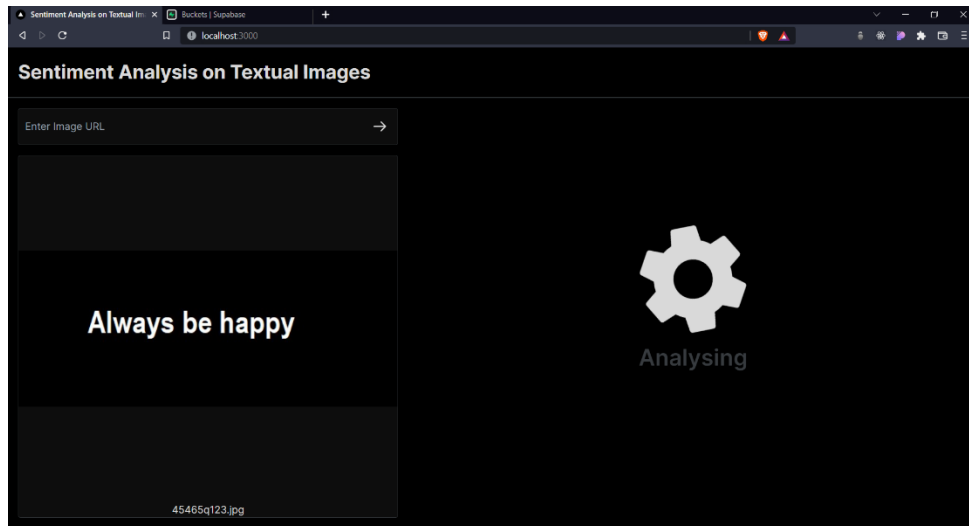 Sentiment Analysis on Textual Im
Buckets | Supabase
localhost:3000
Sentiment Analysis on Textual Images
Enter Image URL
Always be happy
45465q123.jpg
Analysing